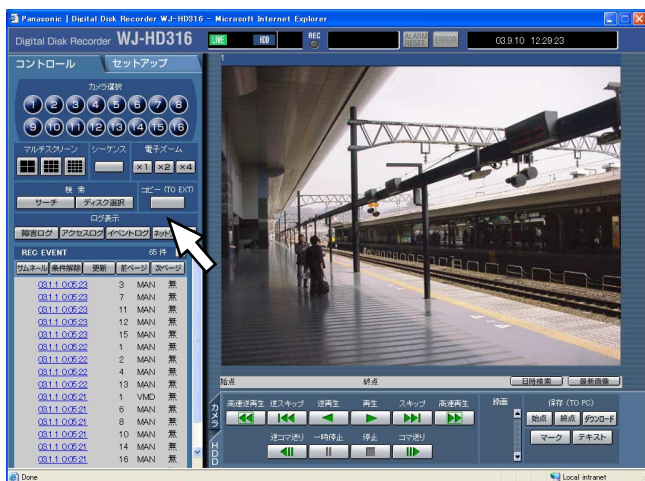 Panasonic | Digital Disk Recorder WJ-HD316 - Microsoft Internet Explorer
Digital Disk Recorder WJ-HD316
LIVE HDD REC ALARM RESET ERROR 03.9.10 12:29:23
コントロール セットアップ
1
カメラ選択
1 2 3 4 5 6 7 8
9 10 11 12 13 14 15 16
マルチスクリーン シーケンス 電子ズーム
×1 ×2 ×4
検索 コピー (TO EXT)
サーチ ディスク選択
ログ表示
障害ログ アクセスログ イベントログ ネット
REC EVENT 65 件
サムネール 条件解除 更新 前ページ 次ページ
03.1.1 0:05:23 3 MAN 無
03.1.1 0:05:23 7 MAN 無
03.1.1 0:05:23 11 MAN 無
03.1.1 0:05:23 12 MAN 無
03.1.1 0:05:23 15 MAN 無
03.1.1 0:05:22 1 MAN 無
03.1.1 0:05:22 2 MAN 無
03.1.1 0:05:22 4 MAN 無
03.1.1 0:05:22 13 MAN 無
03.1.1 0:05:21 1 VMD 無
03.1.1 0:05:21 6 MAN 無
03.1.1 0:05:21 8 MAN 無
03.1.1 0:05:21 10 MAN 無
03.1.1 0:05:21 14 MAN 無
03.1.1 0:05:21 16 MAN 無
始点 終点 日時検索 最新画像
カメラ
HDD
高速逆再生 逆スキップ 逆再生 再生 スキップ 高速再生 録画 保存 (TO PC)
始点 終点 ダウンロード
逆コマ送り 一時停止 停止 コマ送り マーク テキスト
Done Local intranet